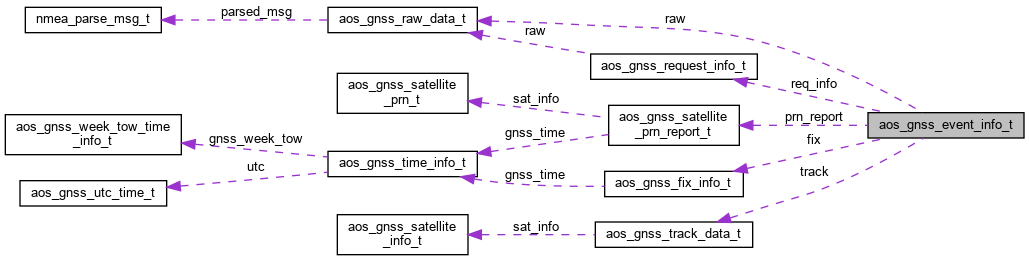 nmea_parse_msg_t
parsed_msg
aos_gnss_raw_data_t
raw
raw
aos_gnss_request_info_t
req_info
aos_gnss_satellite
_prn_t
sat_info
aos_gnss_satellite
_prn_report_t
prn_report
aos_gnss_event_info_t
aos_gnss_week_tow_time
_info_t
gnss_week_tow
gnss_time
fix
aos_gnss_time_info_t
utc
aos_gnss_utc_time_t
gnss_time
aos_gnss_fix_info_t
track
aos_gnss_satellite
_info_t
sat_info
aos_gnss_track_data_t